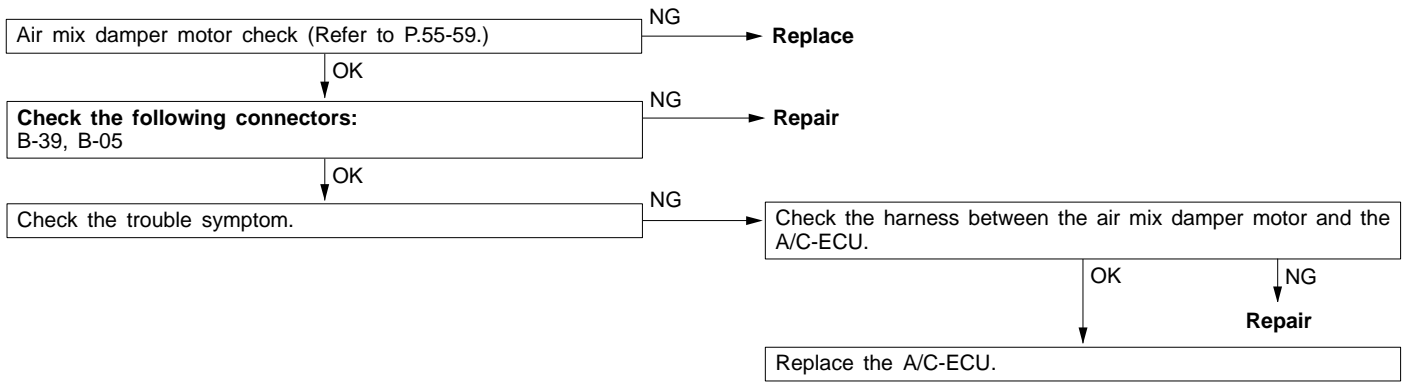 NG
Air mix damper motor check (Refer to P.55-59.)
Replace
OK
Check the following connectors:
B-39, B-05
NG
Repair
OK
Check the trouble symptom.
NG
Check the harness between the air mix damper motor and the
A/C-ECU.
OK
NG
Repair
Replace the A/C-ECU.